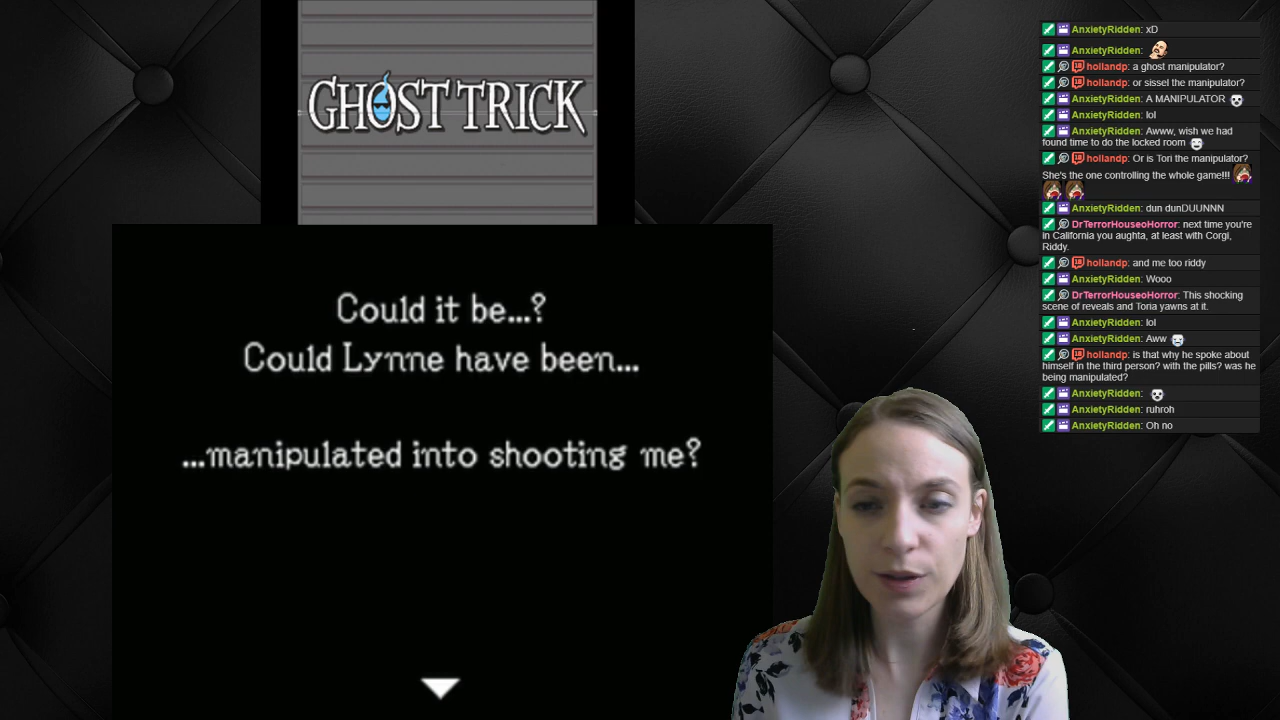 GHOST TRICK
Could it be...?
Could Lynne have been...
...manipulated into shooting me?
AnxietyRidden: xD
AnxietyRidden:
hollandp: a ghost manipulator?
hollandp: or sissel the manipulator?
AnxietyRidden: A MANIPULATOR
AnxietyRidden: lol
AnxietyRidden: Awww, wish we had
found time to do the locked room
hollandp: Or is Tori the manipulator?
She's the one controlling the whole game!!!
AnxietyRidden: dun dunDUUNNN
DrTerrorHouseoHorror: next time you're
in California you aughta, at least with Corgi,
Riddy.
hollandp: and me too riddy
AnxietyRidden: Wooo
DrTerrorHouseoHorror: This shocking
scene of reveals and Toria yawns at it.
AnxietyRidden: lol
AnxietyRidden: Aww
hollandp: is that why he spoke about
himself in the third person? with the pills? was he
being manipulated?
AnxietyRidden:
AnxietyRidden: ruhroh
AnxietyRidden: Oh no